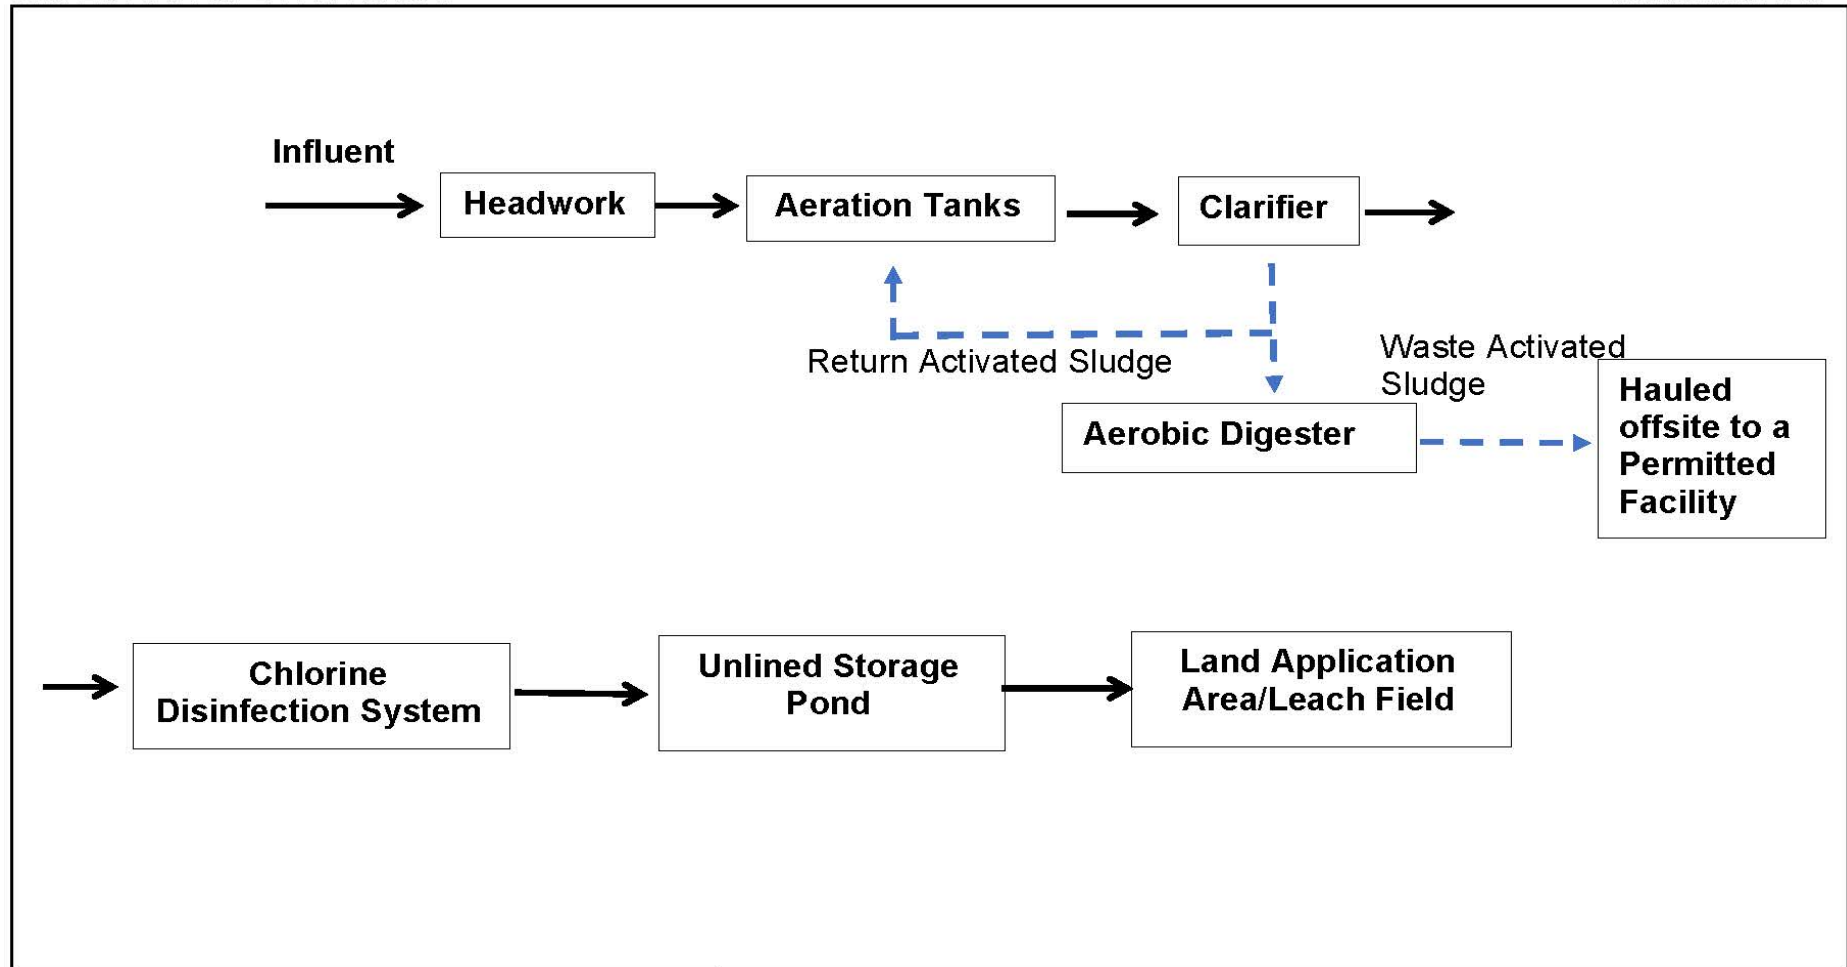 Influent
Headwork
Aeration Tanks
Clarifier
Return Activated Sludge
Waste Activated
Sludge
Aerobic Digester
Hauled
offsite to a
Permitted
Facility
Chlorine
Disinfection System
Unlined Storage
Pond
Land Application
Area/Leach Field